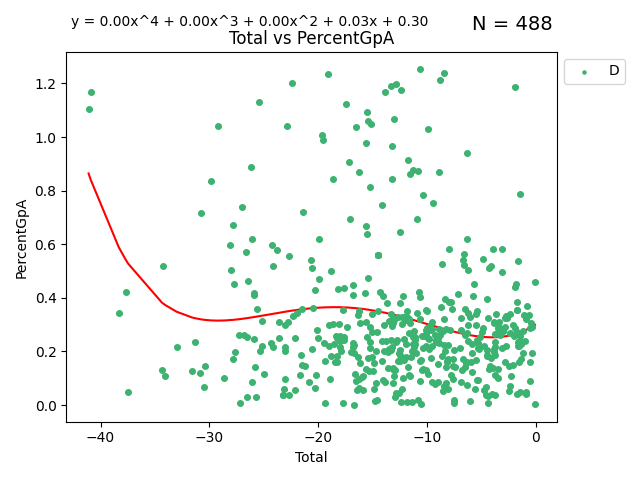 y = 0.00x^4 + 0.00x^3 + 0.00x^2 + 0.03x + 0.30
N = 488
Total vs PercentGpA
D
PercentGpA
1.2
1.0
0.8
0.6
0.4
0.2
0.0
−40
−30
−20
−10
0
Total